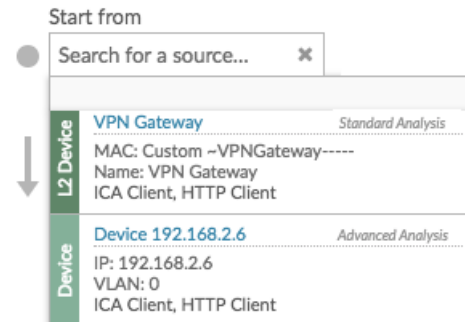 Start from
Search for a source... ×
L2 Device
VPN Gateway Standard Analysis
MAC: Custom ~VPNGateway-----
Name: VPN Gateway
ICA Client, HTTP Client
Device
Device 192.168.2.6 Advanced Analysis
IP: 192.168.2.6
VLAN: 0
ICA Client, HTTP Client